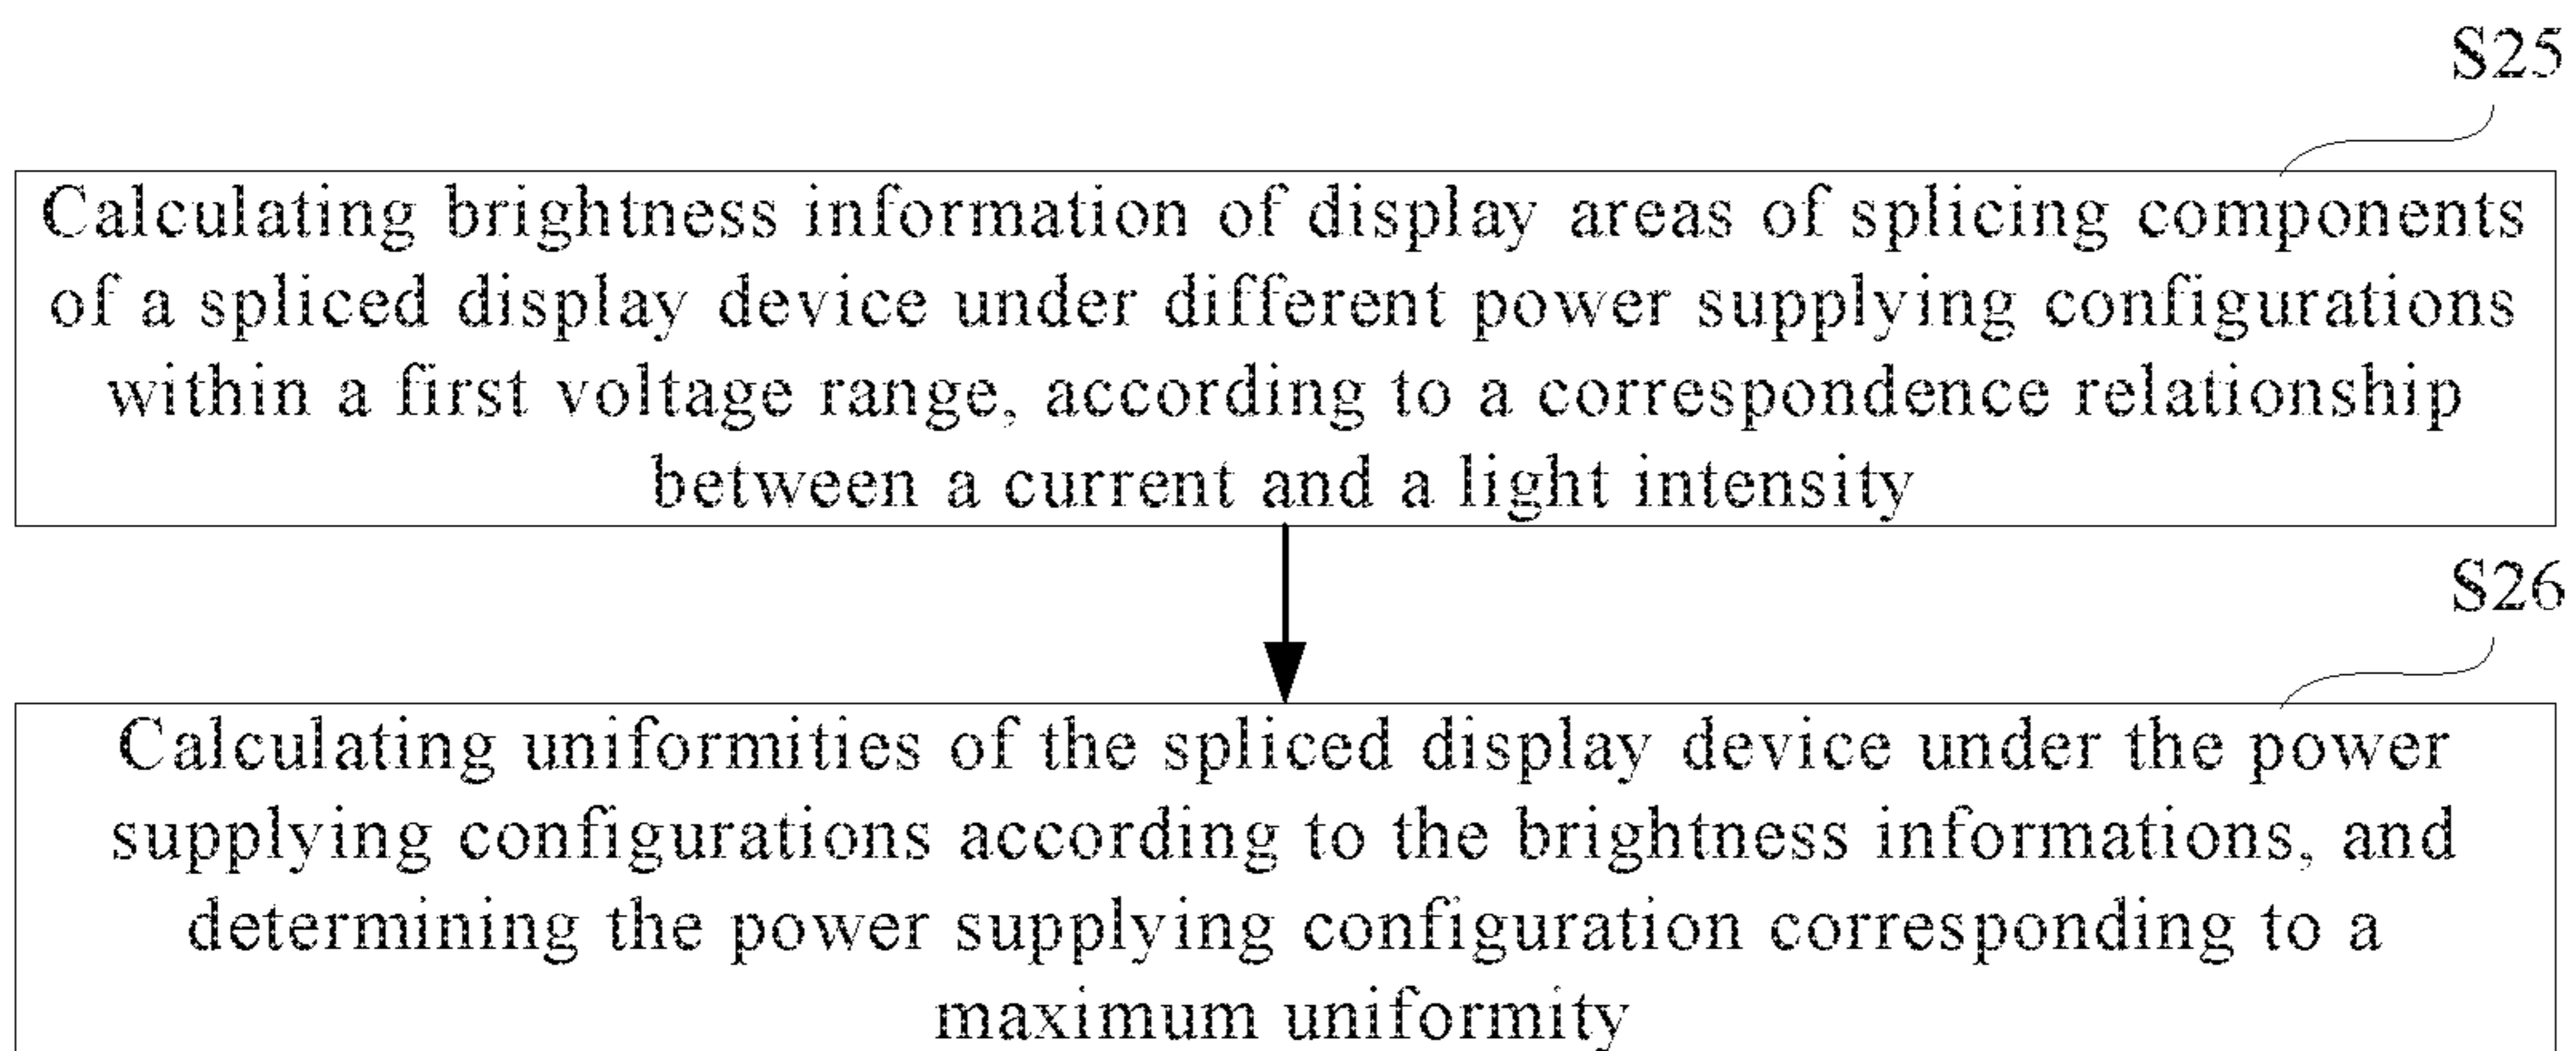 S25
Calculating brightness information of display areas of splicing components
of a spliced display device under different power supplying configurations
within a first voltage range, according to a correspondence relationship
between a current and a light intensity
S26
Calculating uniformities of the spliced display device under the power
supplying configurations according to the brightness informations, and
determining the power supplying configuration corresponding to a
maximum uniformity